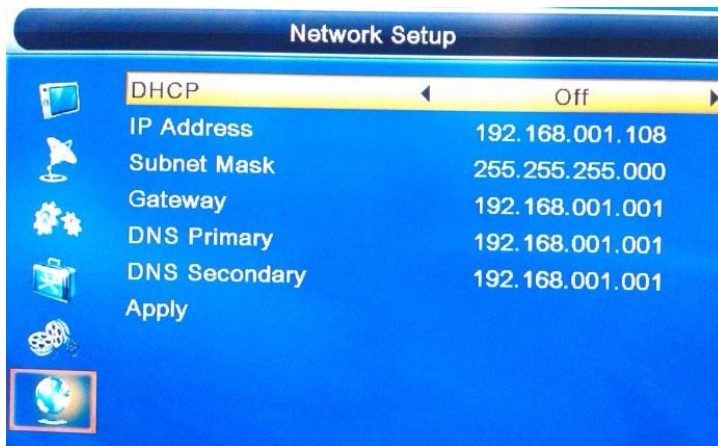 Network Setup
DHCP Off
IP Address 192.168.001.108
Subnet Mask 255.255.255.000
Gateway 192.168.001.001
DNS Primary 192.168.001.001
DNS Secondary 192.168.001.001
Apply